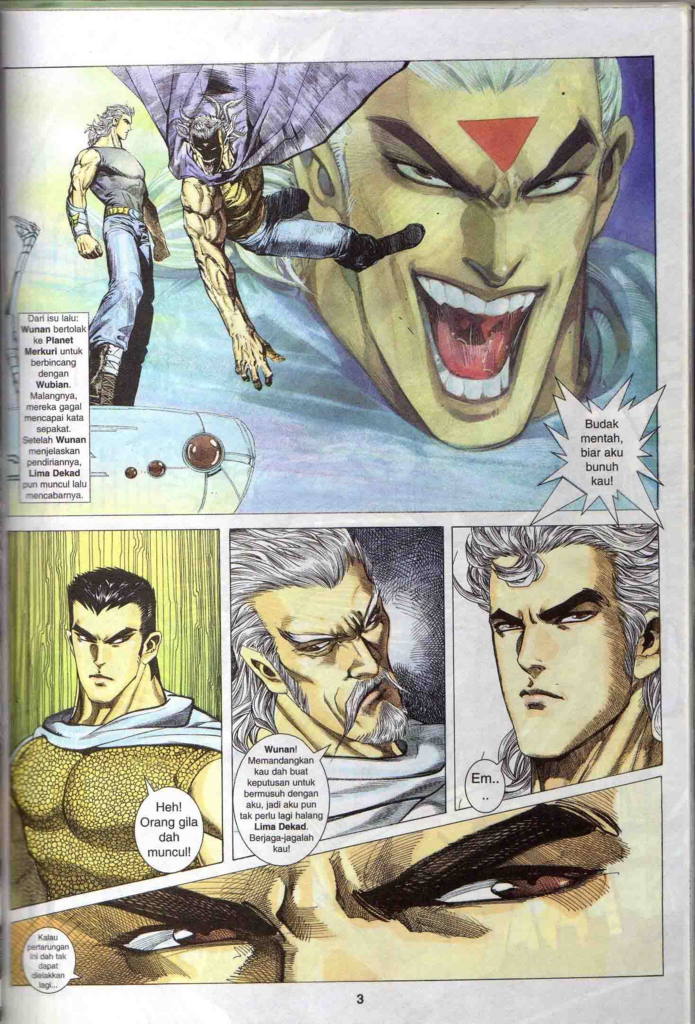 Dari isu lalu:
Wunan bertolak
ke Planet
Merkuri untuk
berbincang
dengan
Wubian.
Malangnya,
mereka gagal
mencapai kata
sepakat.
Setelah Wunan
menjelaskan
pendiriannya,
Lima Dekad
pun muncul lalu
mencabarnya.
Budak
mentah,
biar aku
bunuh
kau!
Heh!
Orang gila
dah
muncul!
Wunan!
Memandangkan
kau dah buat
keputusan untuk
bermusuh dengan
aku, jadi aku pun
tak perlu lagi halang
Lima Dekad.
Berjaga-jagalah
kau!
Em..
..
Kalau
pertarungan
ini dah tak
dapat
dielakkan
lagi...
3